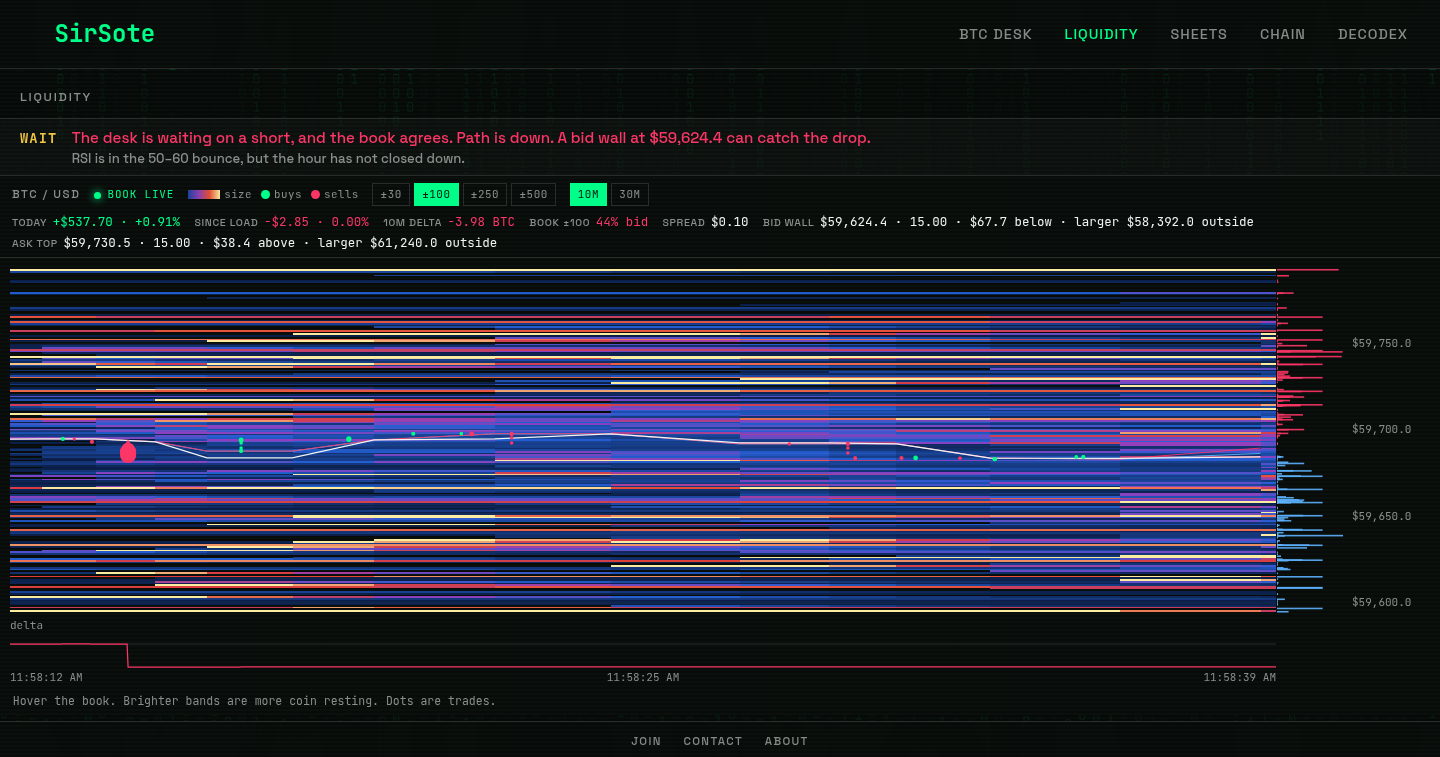 SirSote
BTC DESK LIQUIDITY SHEETS CHAIN DECODEX
LIQUIDITY
WAIT The desk is waiting on a short, and the book agrees. Path is down. A bid wall at $59,624.4 can catch the drop.
RSI is in the 50–60 bounce, but the hour has not closed down.
BTC / USD BOOK LIVE size buys sells ±30 ±100 ±250 ±500 10M 30M
TODAY +$537.70 · +0.91% SINCE LOAD -$2.85 · 0.00% 10M DELTA -3.98 BTC BOOK ±100 44% bid SPREAD $0.10 BID WALL $59,624.4 · 15.00 · $67.7 below · larger $58,392.0 outside
ASK TOP $59,730.5 · 15.00 · $38.4 above · larger $61,240.0 outside
$59,750.0
$59,700.0
$59,650.0
$59,600.0
delta
11:58:12 AM 11:58:25 AM 11:58:39 AM
Hover the book. Brighter bands are more coin resting. Dots are trades.
JOIN CONTACT ABOUT